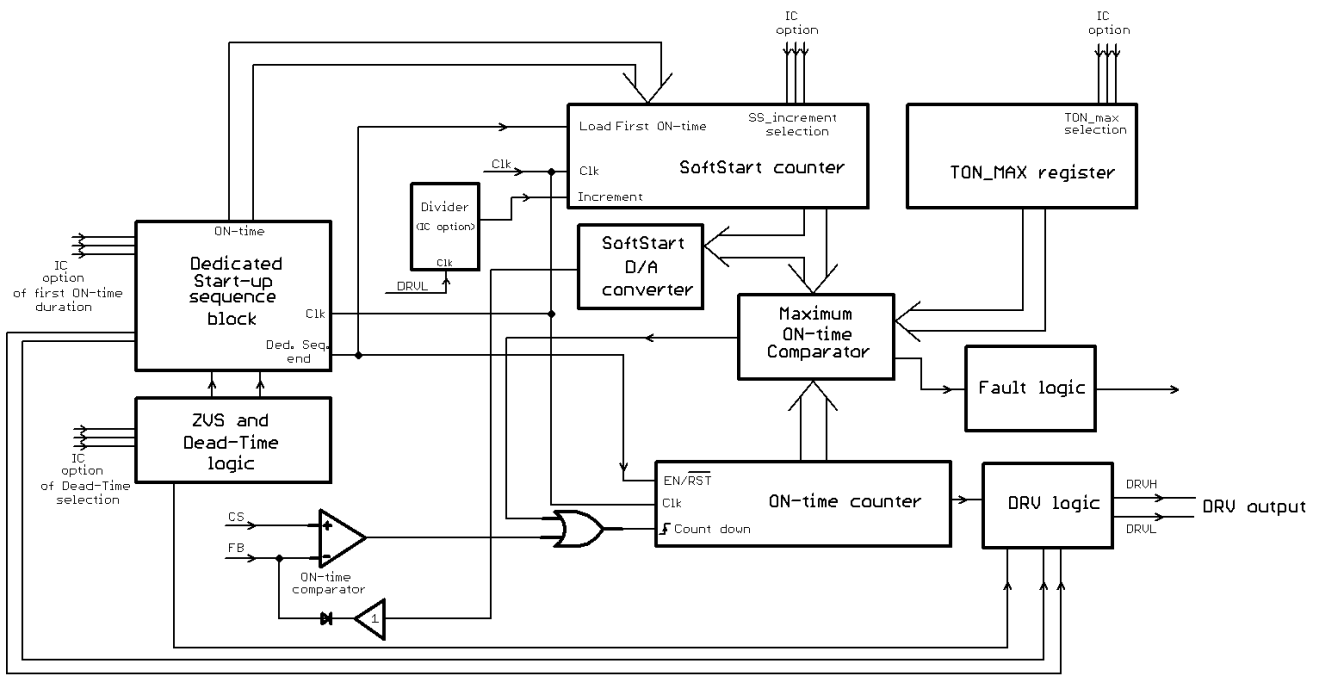 IC
option
IC
option
Load First ON-time
SS_increment
selection
Clk
Clk
SoftStart counter
Increment
TON_max
selection
TON_MAX register
Divider
(IC option)
Clk
DRVL
SoftStart
D/A
converter
ON-time
Dedicated
Start-up
sequence
block
Clk
Ded. Seq.
end
IC
option
of first ON-time
duration
Maximum
ON-time
Comparator
Fault logic
ZVS and
Dead-Time
logic
IC
option
of Dead-Time
selection
EN/RST
Clk
Count down
ON-time counter
DRV logic
DRVH
DRVL
DRV output
CS
FB
+
-
ON-time
comparator
1